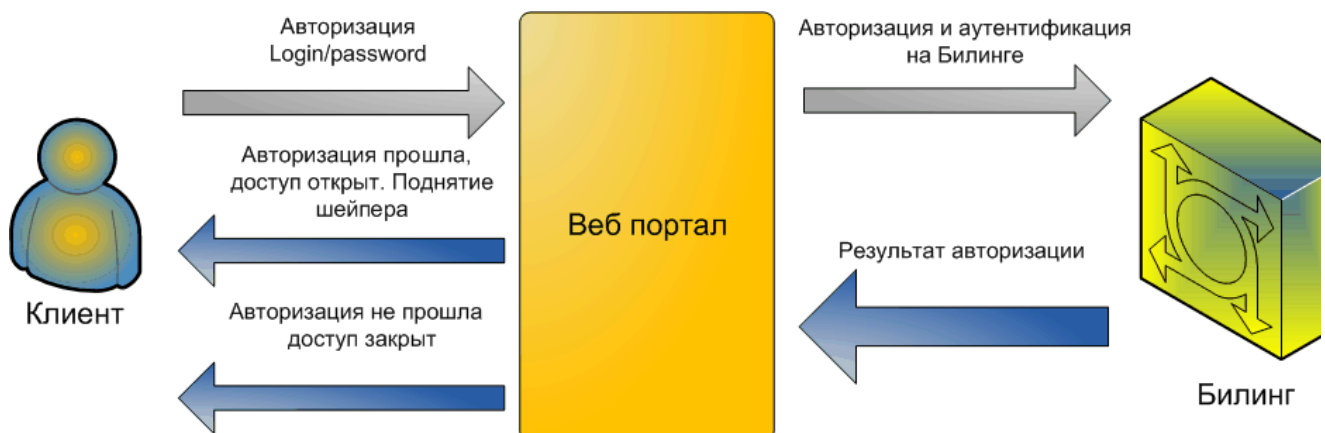 Авторизация
Login/password
Авторизация прошла,
доступ открыт. Поднятие
шейпера
Авторизация не прошла
доступ закрыт
Клиент
Веб портал
Авторизация и аутентификация
на Билинге
Результат авторизации
Билинг